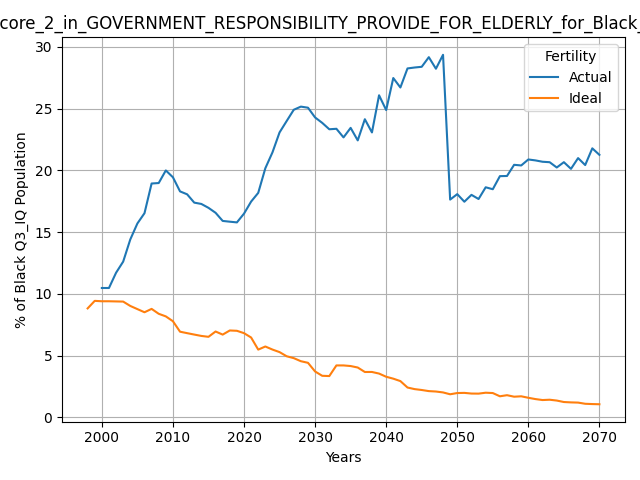 core_2_in_GOVERNMENT_RESPONSIBILITY_PROVIDE_FOR_ELDERLY_for_Black_
Fertility
Actual
Ideal
30
25
20
15
10
5
0
% of Black Q3_IQ Population
2000 2010 2020 2030 2040 2050 2060 2070
Years